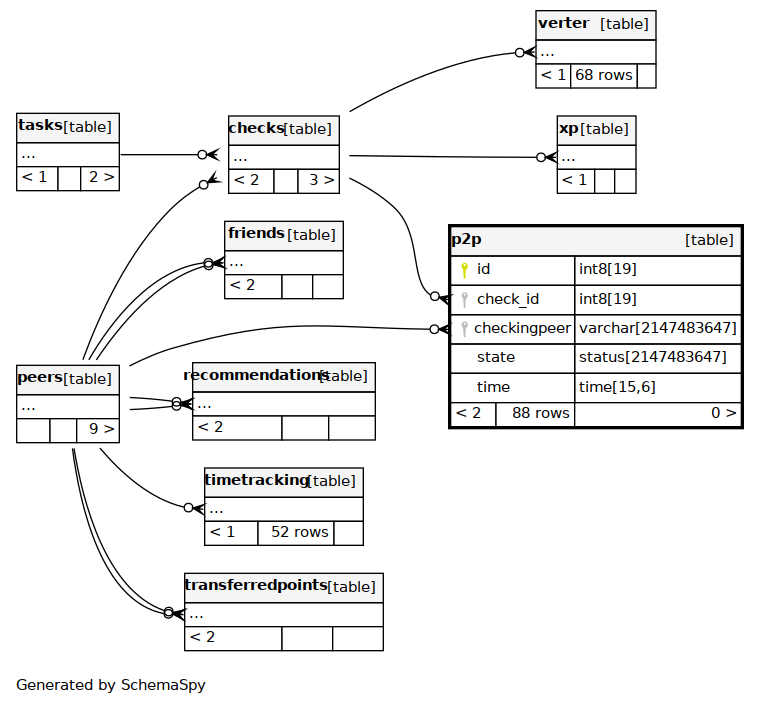 verter [table]
...
< 1 68 rows
tasks [table]
...
< 1 2 >
checks [table]
...
< 2 3 >
xp [table]
...
< 1
friends [table]
...
< 2
p2p [table]
id int8[19]
check_id int8[19]
checkingpeer varchar[2147483647]
state status[2147483647]
time time[15,6]
< 2 88 rows 0 >
peers [table]
...
9 >
recommendations [table]
...
< 2
timetracking [table]
...
< 1 52 rows
transferredpoints [table]
...
< 2
Generated by SchemaSpy